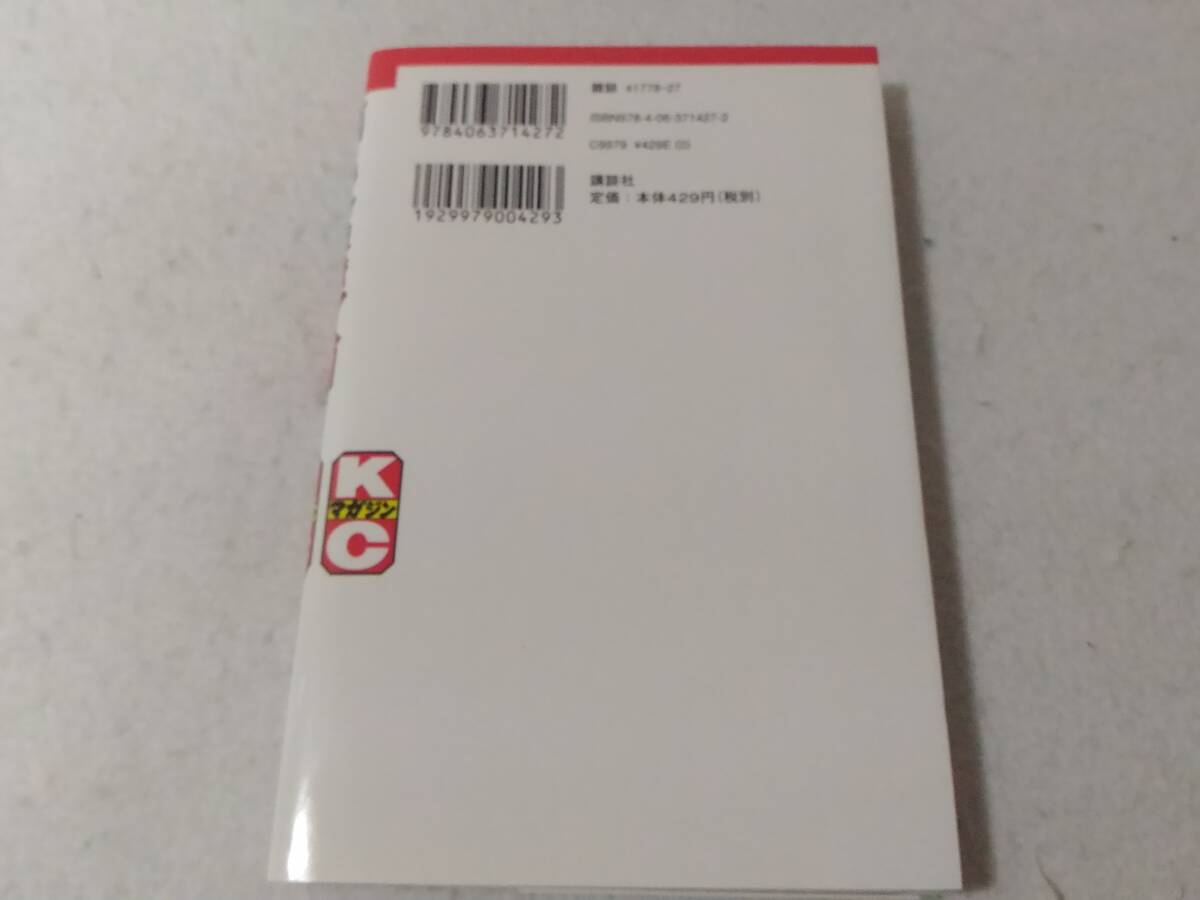 9784063714272
雑誌 41778-27
ISBN978-4-06-371427-2
C9979 ¥429E (0)
1929979004293
講談社
定価：本体429円（税別）
K
マガジン
C